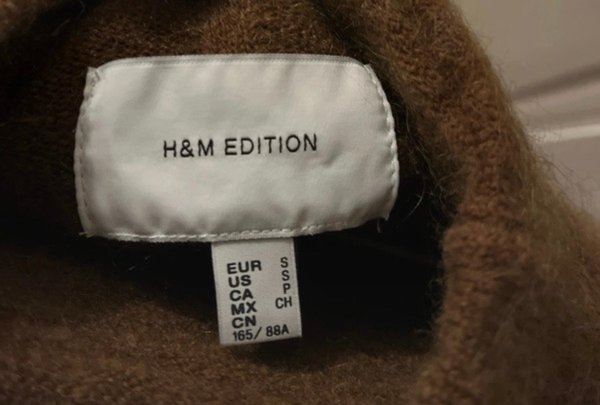 H&M EDITION
EUR S
US S
CA P
MX CH
CN
165/88A